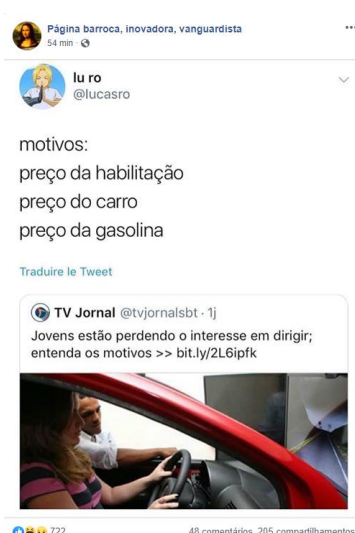 Página barroca, inovadora, vanguardista
54 min ·
lu ro
@lucasro
motivos:
preço da habilitação
preço do carro
preço da gasolina
Traduire le Tweet
TV Jornal @tvjornalsbt · 1j
Jovens estão perdendo o interesse em dirigir;
entenda os motivos >> bit.ly/2L6ipfk
722
48 comentários 205 compartilhamentos